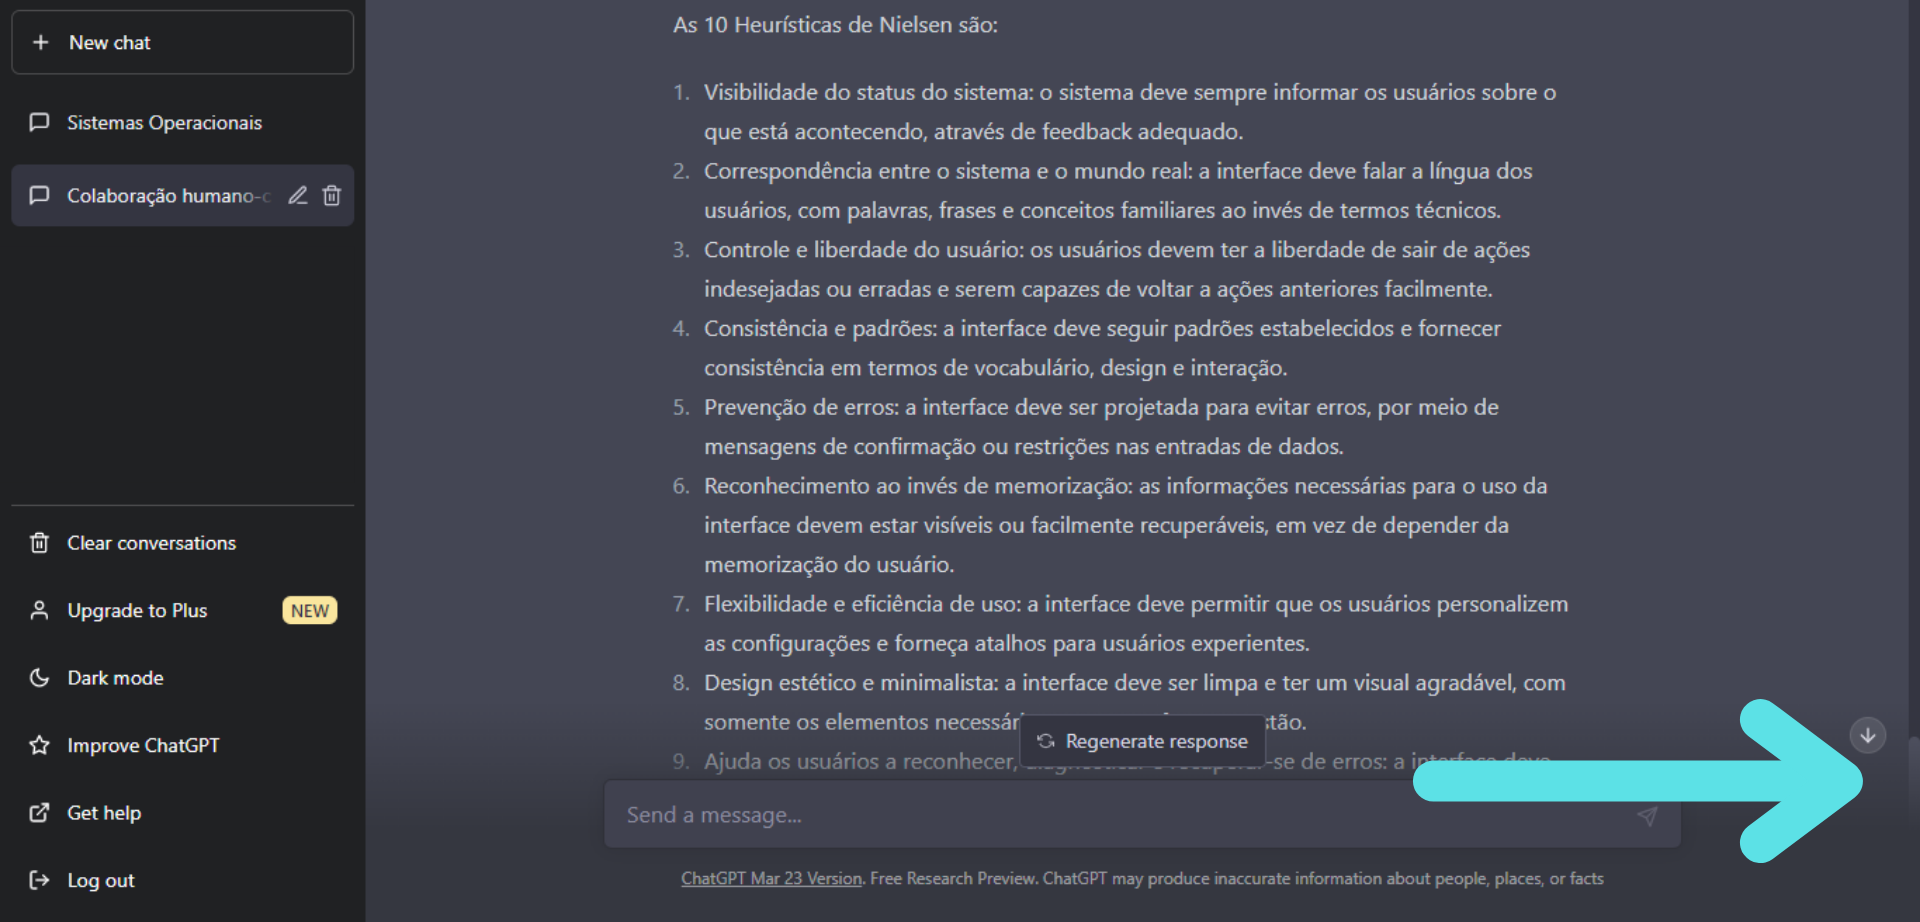 New chat
Sistemas Operacionais
Colaboração humano-c
Clear conversations
Upgrade to Plus NEW
Dark mode
Improve ChatGPT
Get help
Log out
As 10 Heurísticas de Nielsen são:
1. Visibilidade do status do sistema: o sistema deve sempre informar os usuários sobre o
que está acontecendo, através de feedback adequado.
2. Correspondência entre o sistema e o mundo real: a interface deve falar a língua dos
usuários, com palavras, frases e conceitos familiares ao invés de termos técnicos.
3. Controle e liberdade do usuário: os usuários devem ter a liberdade de sair de ações
indesejadas ou erradas e serem capazes de voltar a ações anteriores facilmente.
4. Consistência e padrões: a interface deve seguir padrões estabelecidos e fornecer
consistência em termos de vocabulário, design e interação.
5. Prevenção de erros: a interface deve ser projetada para evitar erros, por meio de
mensagens de confirmação ou restrições nas entradas de dados.
6. Reconhecimento ao invés de memorização: as informações necessárias para o uso da
interface devem estar visíveis ou facilmente recuperáveis, em vez de depender da
memorização do usuário.
7. Flexibilidade e eficiência de uso: a interface deve permitir que os usuários personalizem
as configurações e forneça atalhos para usuários experientes.
8. Design estético e minimalista: a interface deve ser limpa e ter um visual agradável, com
somente os elementos
Regenerate response
9. Ajuda os usuários a reconhecer, -se de erros: a interface deve
Send a message...
ChatGPT Mar 23 Version. Free Research Preview. ChatGPT may produce inaccurate information about people, places, or facts